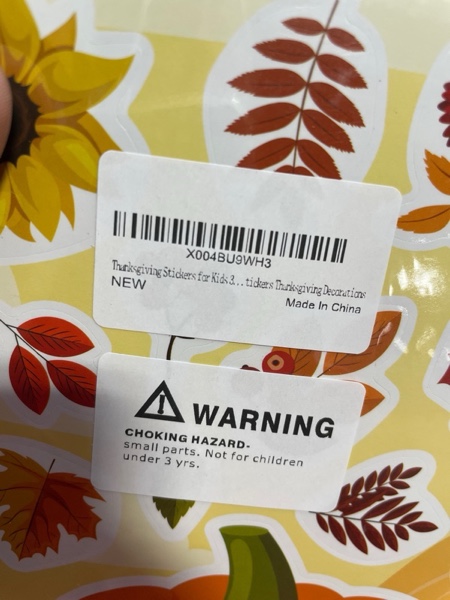 X004BU9WH3
Thanksgiving Stickers for Kids 3...tickers Thanksgiving Decorations
NEW
Made In China
WARNING
CHOKING HAZARD-
small parts. Not for children
under 3 yrs.